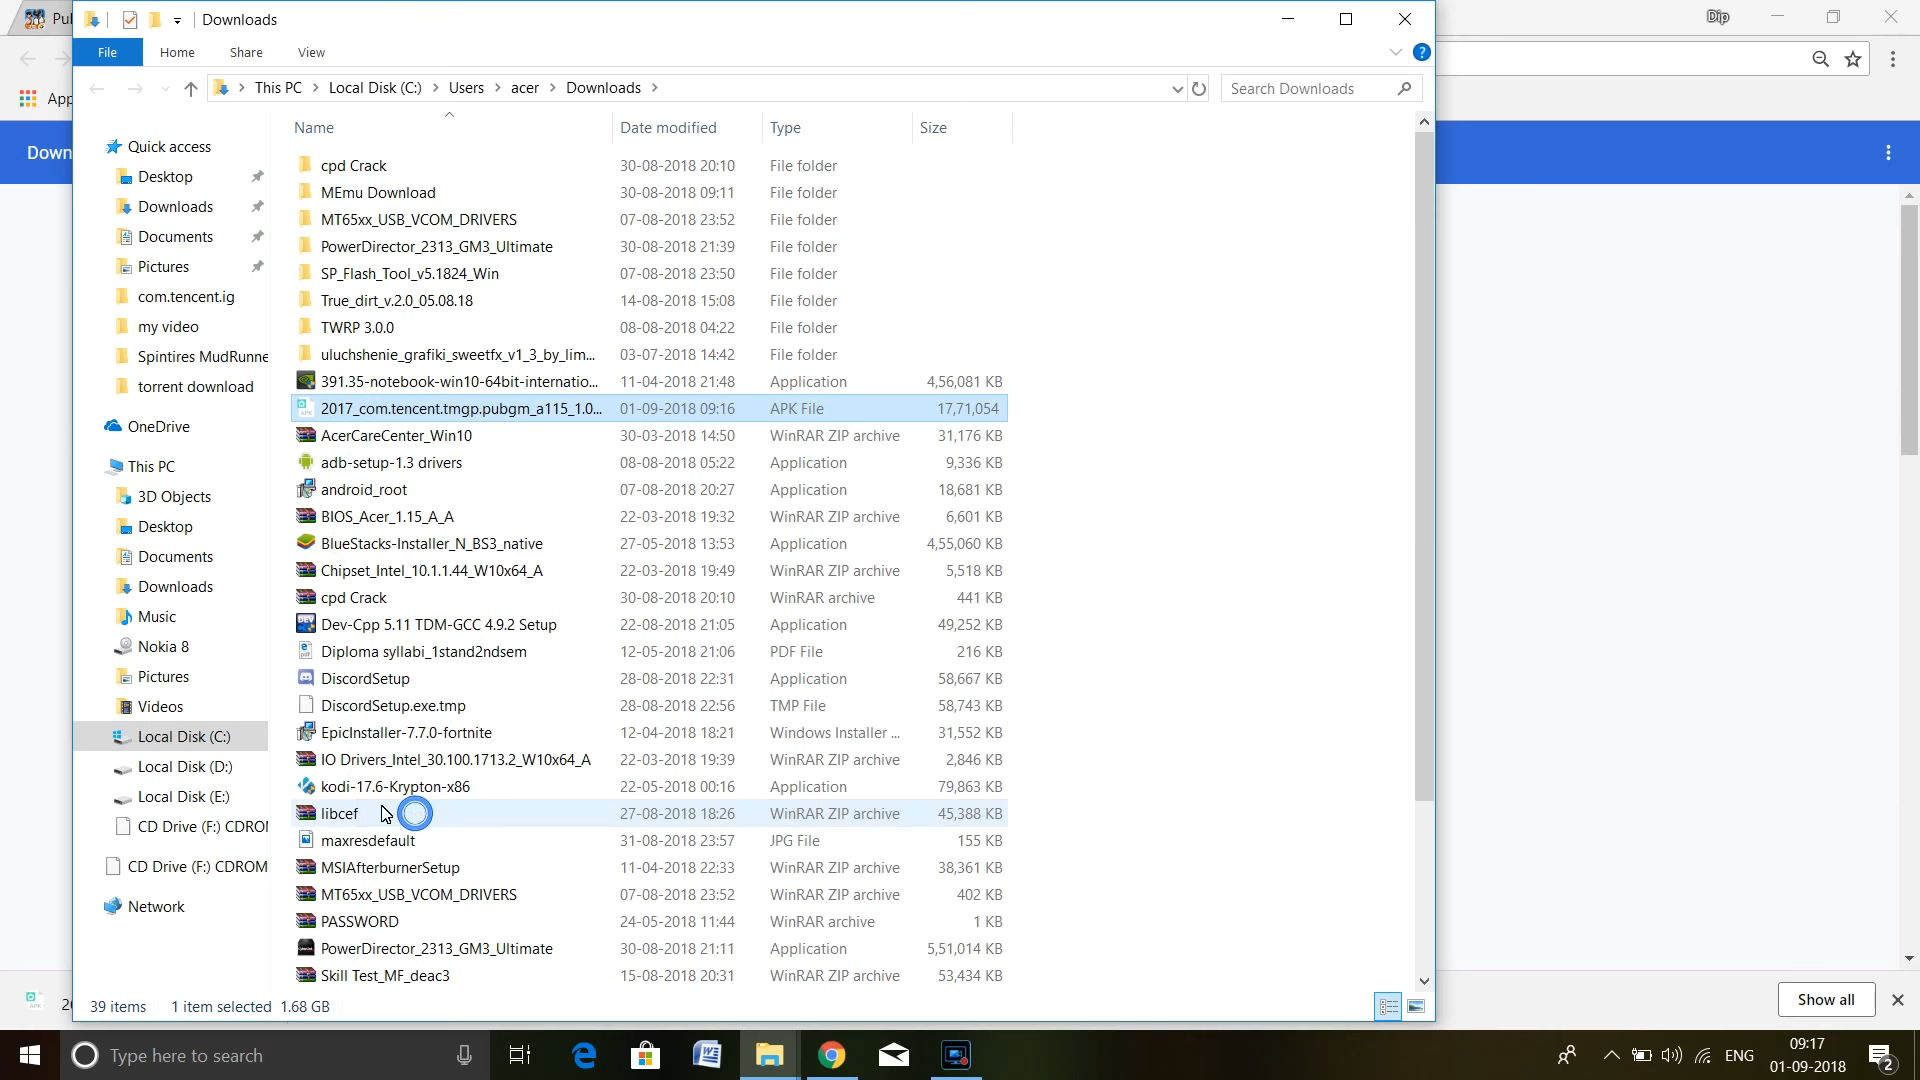 Pu
Downloads
Dip
File Home Share View
This PC > Local Disk (C:) > Users > acer > Downloads >
Search Downloads
App
Down
Name Date modified Type Size
Quick access
Desktop
Downloads
Documents
Pictures
com.tencent.ig
my video
Spintires MudRunne
torrent download
OneDrive
This PC
3D Objects
Desktop
Documents
Downloads
Music
Nokia 8
Pictures
Videos
Local Disk (C:)
Local Disk (D:)
Local Disk (E:)
CD Drive (F:) CDRO
CD Drive (F:) CDROM
Network
cpd Crack 30-08-2018 20:10 File folder
MEmu Download 30-08-2018 09:11 File folder
MT65xx_USB_VCOM_DRIVERS 07-08-2018 23:52 File folder
PowerDirector_2313_GM3_Ultimate 30-08-2018 21:39 File folder
SP_Flash_Tool_v5.1824_Win 07-08-2018 23:50 File folder
True_dirt_v.2.0_05.08.18 14-08-2018 15:08 File folder
TWRP 3.0.0 08-08-2018 04:22 File folder
uluchshenie_grafiki_sweetfx_v1_3_by_lim... 03-07-2018 14:42 File folder
391.35-notebook-win10-64bit-internatio... 11-04-2018 21:48 Application 4,56,081 KB
2017_com.tencent.tmgp.pubgm_a115_1.0... 01-09-2018 09:16 APK File 17,71,054
AcerCareCenter_Win10 30-03-2018 14:50 WinRAR ZIP archive 31,176 KB
adb-setup-1.3 drivers 08-08-2018 05:22 Application 9,336 KB
android_root 07-08-2018 20:27 Application 18,681 KB
BIOS_Acer_1.15_A_A 22-03-2018 19:32 WinRAR ZIP archive 6,601 KB
BlueStacks-Installer_N_BS3_native 27-05-2018 13:53 Application 4,55,060 KB
Chipset_Intel_10.1.1.44_W10x64_A 22-03-2018 19:49 WinRAR ZIP archive 5,518 KB
cpd Crack 30-08-2018 20:10 WinRAR archive 441 KB
Dev-Cpp 5.11 TDM-GCC 4.9.2 Setup 22-08-2018 21:05 Application 49,252 KB
Diploma syllabi_1stand2ndsem 12-05-2018 21:06 PDF File 216 KB
DiscordSetup 28-08-2018 22:31 Application 58,667 KB
DiscordSetup.exe.tmp 28-08-2018 22:56 TMP File 58,743 KB
EpicInstaller-7.7.0-fortnite 12-04-2018 18:21 Windows Installer ... 31,552 KB
IO Drivers_Intel_30.100.1713.2_W10x64_A 22-03-2018 19:39 WinRAR ZIP archive 2,846 KB
kodi-17.6-Krypton-x86 22-05-2018 00:16 Application 79,863 KB
libcef 27-08-2018 18:26 WinRAR ZIP archive 45,388 KB
maxresdefault 31-08-2018 23:57 JPG File 155 KB
MSIAfterburnerSetup 11-04-2018 22:33 WinRAR ZIP archive 38,361 KB
MT65xx_USB_VCOM_DRIVERS 07-08-2018 23:52 WinRAR ZIP archive 402 KB
PASSWORD 24-05-2018 11:44 WinRAR archive 1 KB
PowerDirector_2313_GM3_Ultimate 30-08-2018 21:11 Application 5,51,014 KB
Skill Test_MF_deac3 15-08-2018 20:31 WinRAR ZIP archive 53,434 KB
39 items 1 item selected 1.68 GB
Show all
Type here to search
ENG
09:17
01-09-2018
2